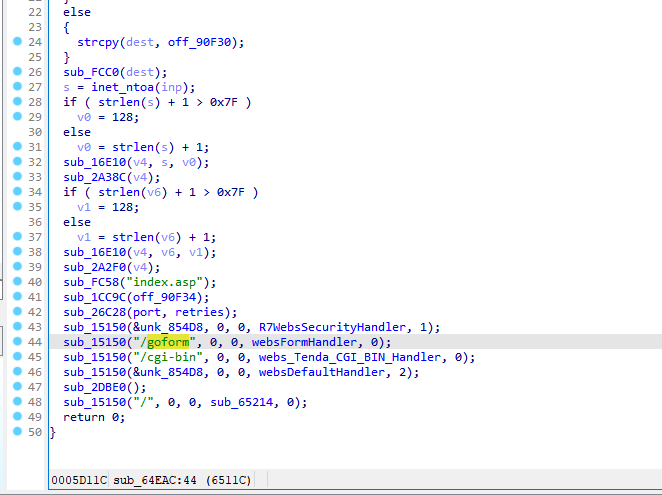 22 else
23 {
24 strcpy(dest, off_90F30);
25 }
26 sub_FCC0(dest);
27 s = inet_ntoa(inp);
28 if ( strlen(s) + 1 > 0x7F )
29 v0 = 128;
30 else
31 v0 = strlen(s) + 1;
32 sub_16E10(v4, s, v0);
33 sub_2A38C(v4);
34 if ( strlen(v6) + 1 > 0x7F )
35 v1 = 128;
36 else
37 v1 = strlen(v6) + 1;
38 sub_16E10(v4, v6, v1);
39 sub_2A2F0(v4);
40 sub_FC58("index.asp");
41 sub_1CC9C(off_90F34);
42 sub_26C28(port, retries);
43 sub_15150(&unk_854D8, 0, 0, R7WebsSecurityHandler, 1);
44 sub_15150("/goform", 0, 0, websFormHandler, 0);
45 sub_15150("/cgi-bin", 0, 0, webs_Tenda_CGI_BIN_Handler, 0);
46 sub_15150(&unk_854D8, 0, 0, websDefaultHandler, 2);
47 sub_2DBE0();
48 sub_15150("/", 0, 0, sub_65214, 0);
49 return 0;
50 }
0005D11C sub_64EAC:44 (6511C)